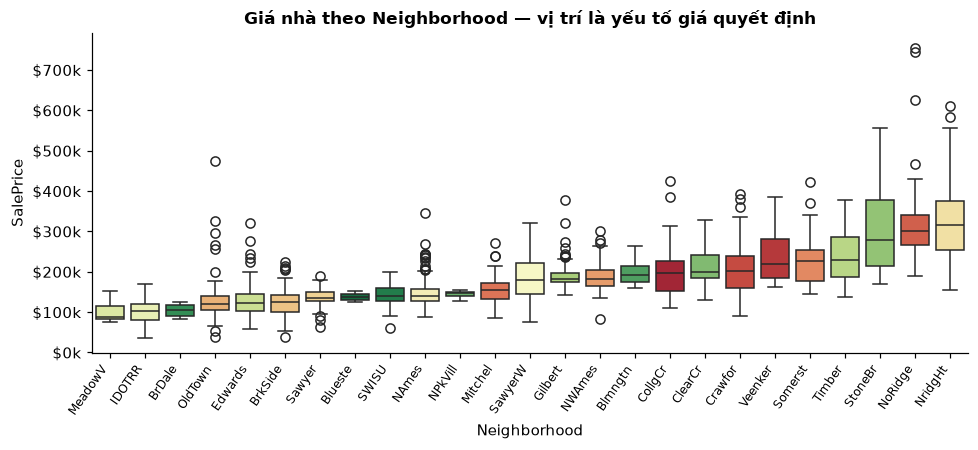 Giá nhà theo Neighborhood — vị trí là yếu tố giá quyết định
SalePrice
$700k
$600k
$500k
$400k
$300k
$200k
$100k
$0k
MeadowV
IDOTRR
BrDale
OldTown
Edwards
BrkSide
Sawyer
Blueste
SWISU
NAmes
NPkVill
Mitchel
SawyerW
Gilbert
NWAmes
Blmngtn
CollgCr
ClearCr
Crawfor
Veenker
Somerst
Timber
StoneBr
NoRidge
NridgHt
Neighborhood